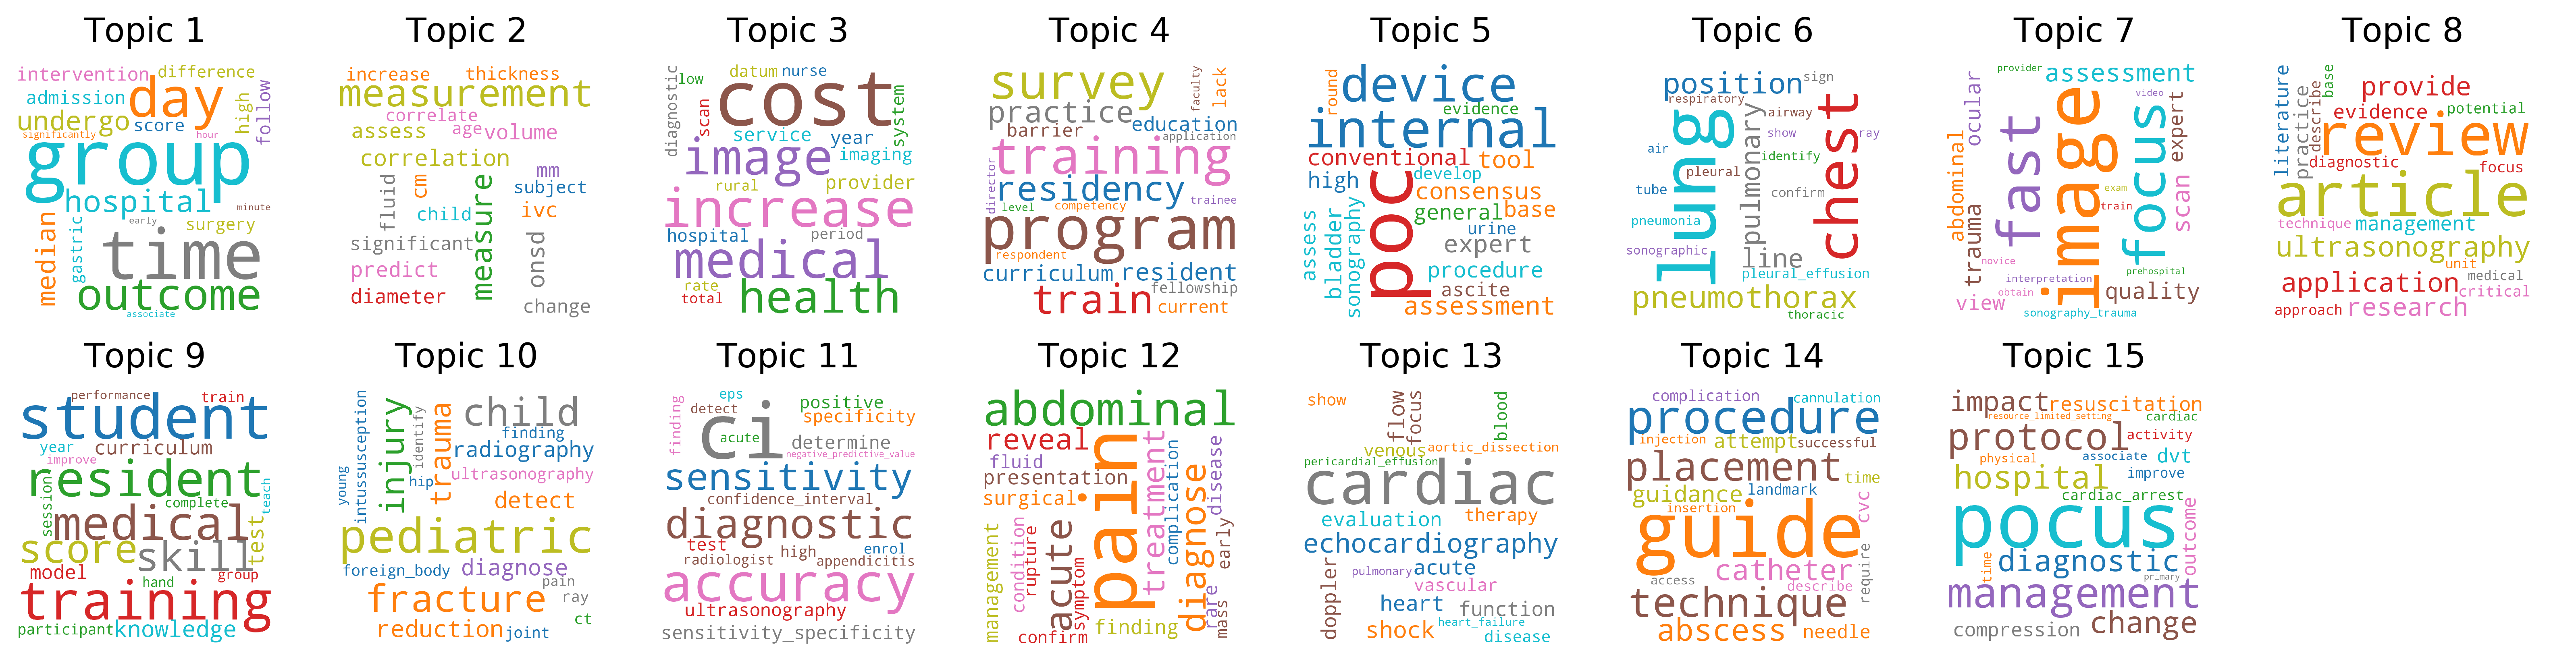 Topic 1
intervention difference
admission day high follow
undergo score
significantly hour
group
hospital minute
median gastric early surgery
time
outcome
associate
Topic 2
increase thickness
measurement
correlate
assess age volume
correlation
fluid cm measure mm
subject
child ivc
significant onsd
predict
diameter change
Topic 3
diagnostic low datum nurse
scan cost system
service year
image imaging
rural provider
increase
hospital period
medical
rate
total health
Topic 4
survey faculty lack
practice
barrier education
application
training
director residency
level competency trainee
program
respondent
curriculum resident
fellowship
train current
Topic 5
round device
evidence
internal
conventional tool
high poc develop
consensus
assess bladder sonography general base
urine
expert
procedure
ascite
assessment
Topic 6
position sign
respiratory
lung pulmonary airway chest
show ray
air identify
pleural
tube confirm
pneumonia
sonographic line
pleural_effusion
pneumothorax
thoracic
Topic 7
provider assessment
ocular video
fast image focus expert
abdominal exam
train scan
trauma novice
interpretation prehospital
obtain quality
view
sonography_trauma
Topic 8
literature base provide
practice describe evidence potential
review
diagnostic focus
article
technique management
ultrasonography
unit
medical
application critical
approach research
Topic 9
performance train
student
year curriculum
improve
resident
session complete teach
medical
score skill test
model hand group
training
participant knowledge
Topic 10
intussusception injury identify trauma child
finding
radiography
young ultrasonography
hip detect
pediatric
foreign_body diagnose
pain
fracture ray
ct
reduction joint
Topic 11
finding eps positive
detect ci specificity
acute determine
negative_predictive_value
sensitivity
confidence_interval
diagnostic
test high enrol
radiologist appendicitis
accuracy
ultrasonography
sensitivity_specificity
Topic 12
abdominal
reveal pain treatment complication disease
fluid
presentation
surgical diagnose early
management condition rupture acute symptom
rare mass
confirm finding
Topic 13
show flow focus blood
venous aortic_dissection
pericardial_effusion
cardiac
evaluation therapy
echocardiography
doppler pulmonary acute
vascular
heart function
shock heart_failure
disease
Topic 14
complication cannulation
procedure
injection attempt successful
placement time
guidance landmark cvc
insertion
guide
catheter require
access describe
technique
abscess needle
Topic 15
impact resuscitation
resource_limited_setting cardiac
protocol activity
physical associate dvt
hospital improve
cardiac_arrest
pocus outcome
time diagnostic
primary
management
compression change